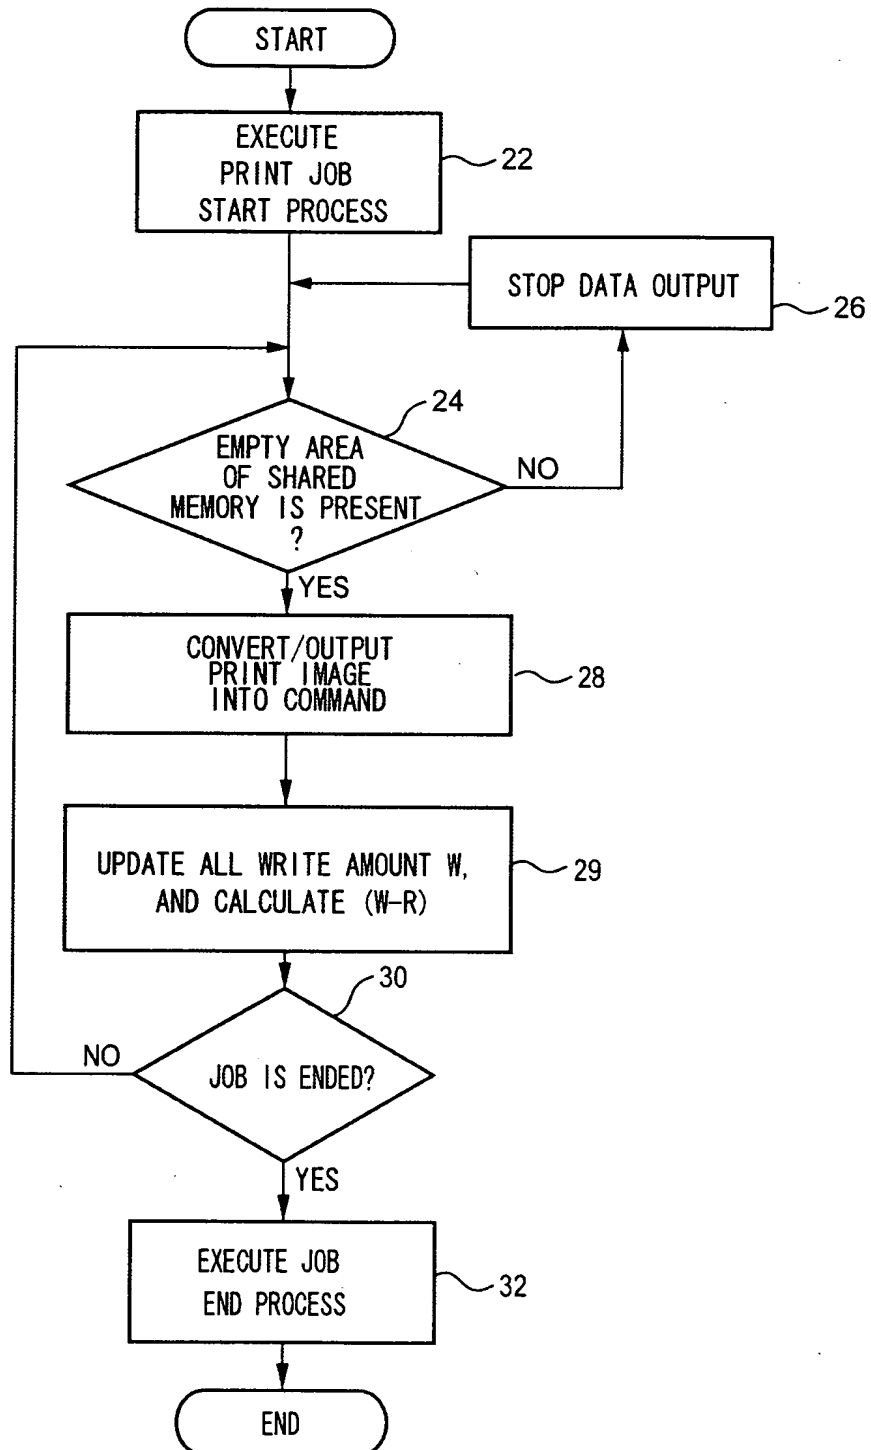 START
EXECUTE
PRINT JOB
START PROCESS
22
STOP DATA OUTPUT
26
24
EMPTY AREA
OF SHARED
MEMORY IS PRESENT
?
NO
YES
CONVERT/OUTPUT
PRINT IMAGE
INTO COMMAND
28
UPDATE ALL WRITE AMOUNT W,
AND CALCULATE (W-R)
29
30
NO
JOB IS ENDED?
YES
EXECUTE JOB
END PROCESS
32
END